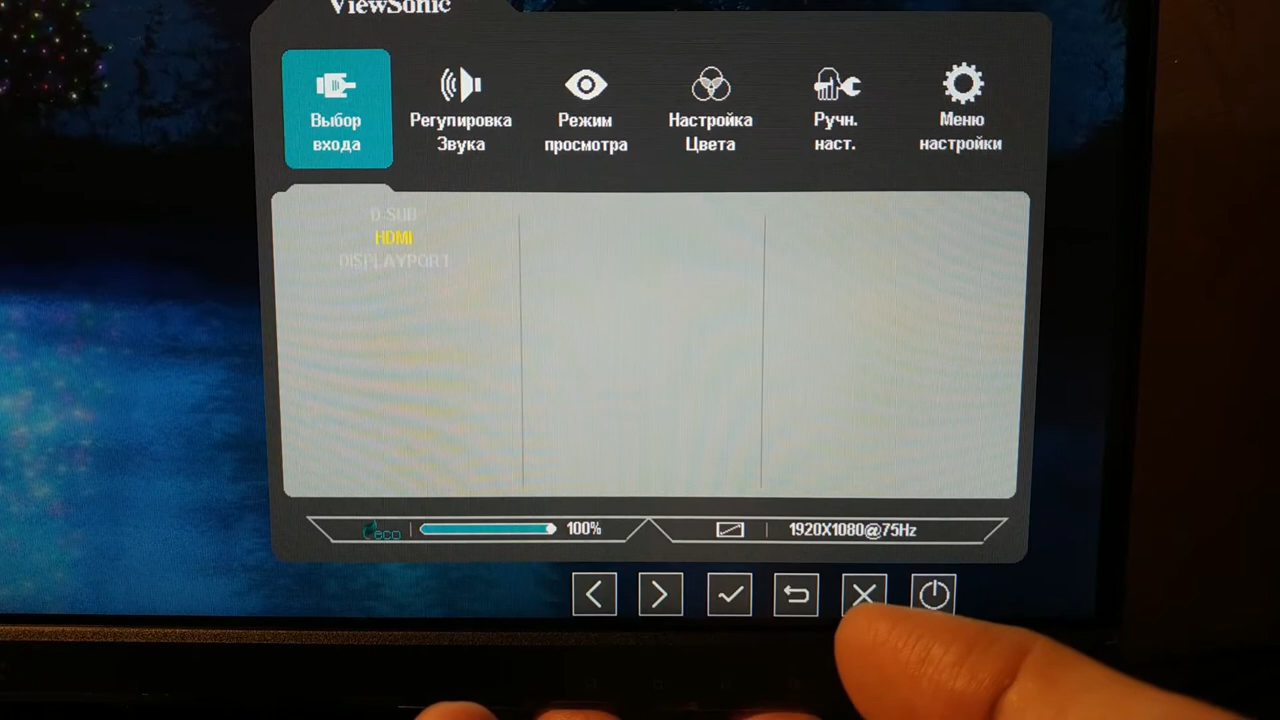 ViewSonic
Выбор
входа
Регулировка
Звука
Режим
просмотра
Настройка
Цвета
Ручн.
наст.
Меню
настройки
D-SUB
HDMI
DISPLAYPORT
eco
100%
1920X1080@75Hz